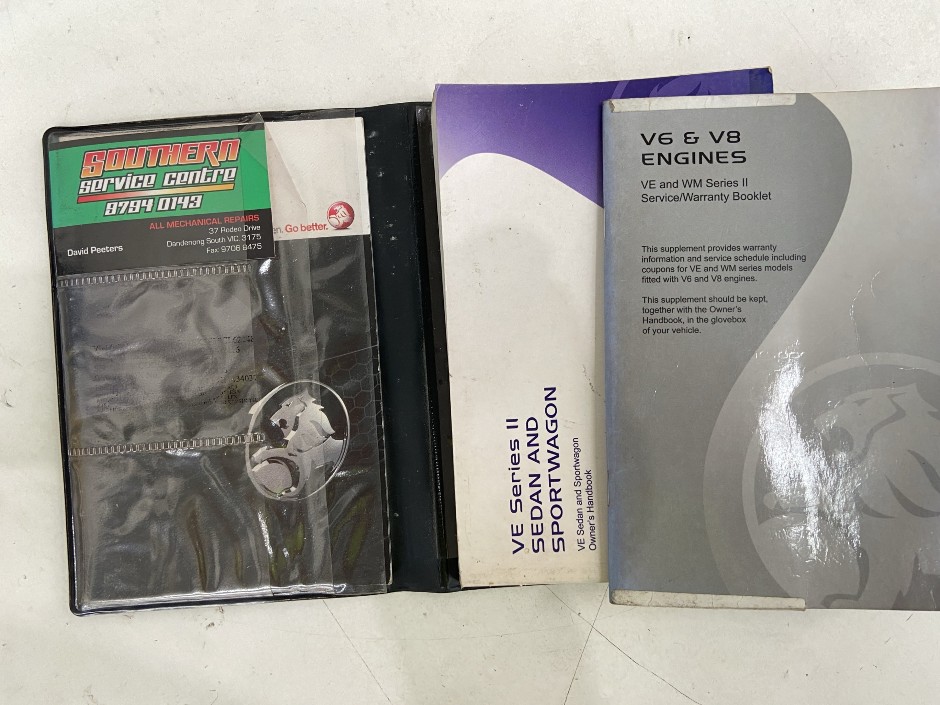 SOUTHERN
service centre
9794 0143
ALL MECHANICAL REPAIRS
37 Rodeo Drive
Dandenong South VIC 3175
Fax: 9706 8475
David Peeters
en. Go better.
VE Series II
SEDAN AND
SPORTWAGON
VE Sedan and Sportwagon
Owner's Handbook
V6 & V8
ENGINES
VE and WM Series II
Service/Warranty Booklet
This supplement provides warranty
information and service schedule including
coupons for VE and WM series models
fitted with V6 and V8 engines.
This supplement should be kept,
together with the Owner's
Handbook, in the glovebox
of your vehicle.